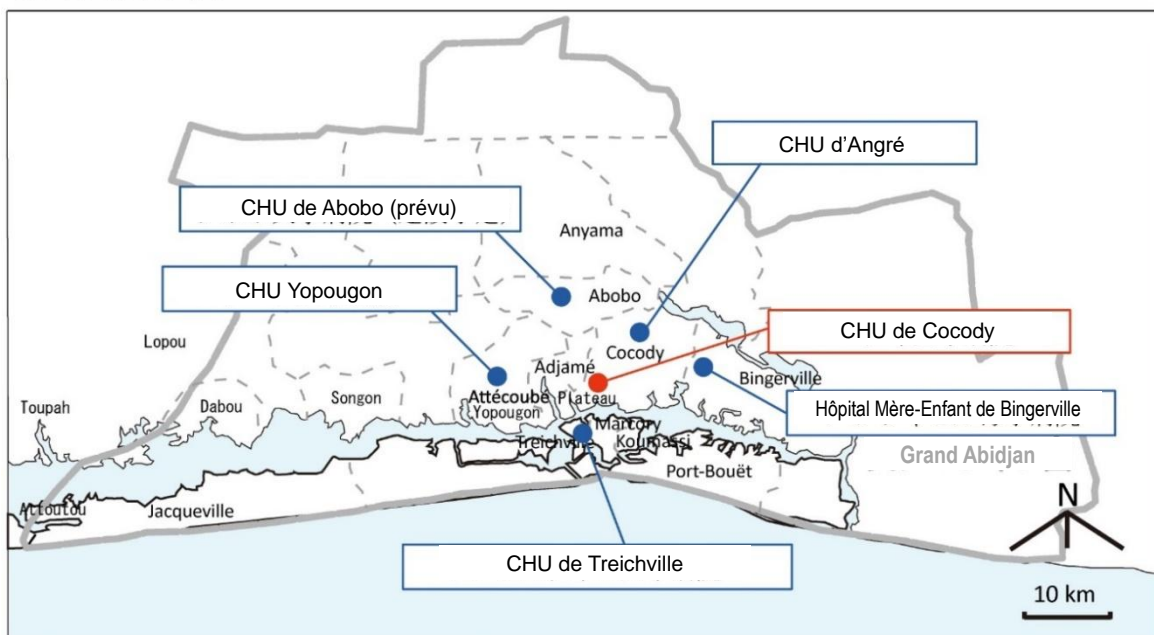 CHU d'Angré
CHU de Abobo (prévu)
Anyama
CHU Yopougon
Abobo
CHU de Cocody
Lopou
Cocody
Adjamé
Bingerville
Attécoubé
Plateau
Hôpital Mère-Enfant de Bingerville
Toupah
Dabou
Songon
Yopougon
Marcory
Treichville
Koumassi
Grand Abidjan
Port-Bouët
Attoutou
Jacqueville
N
CHU de Treichville
10 km